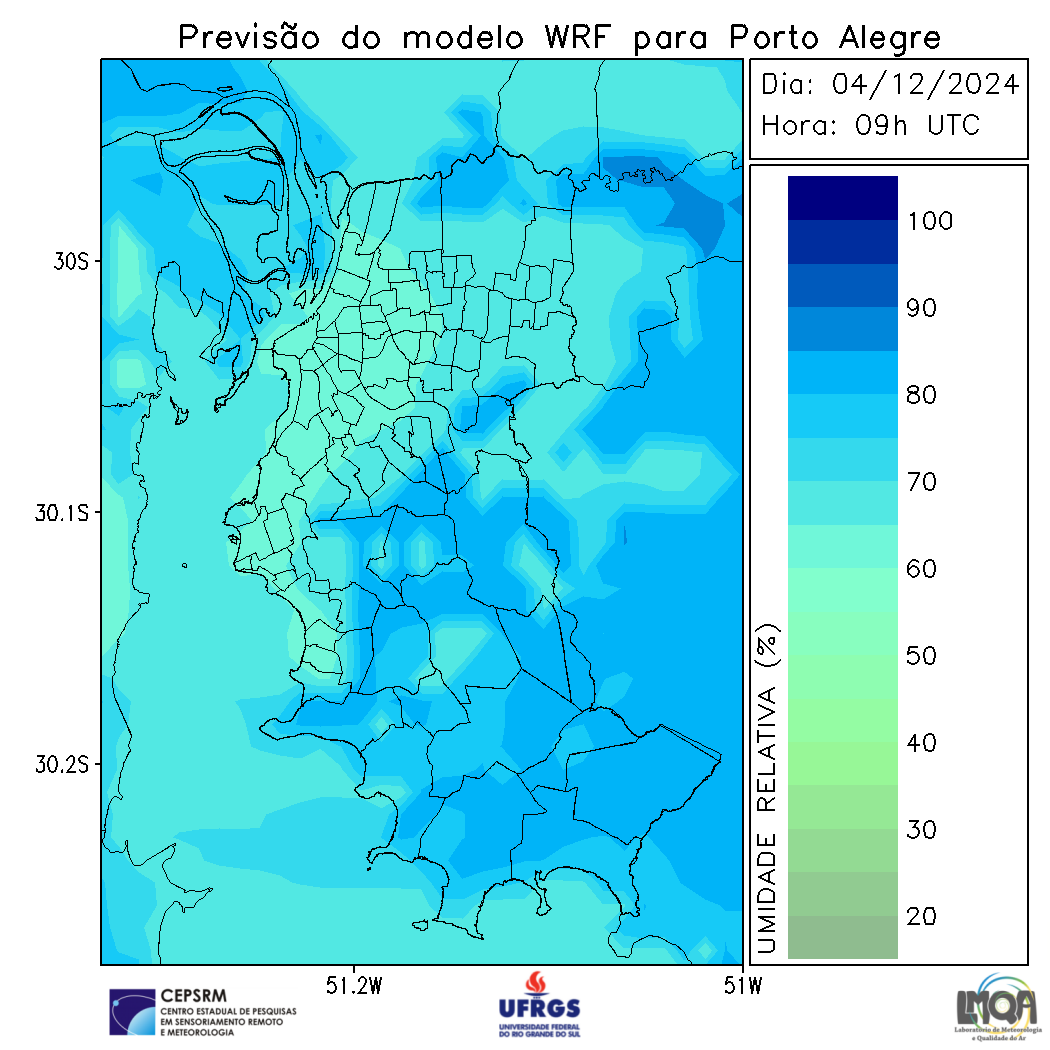 Previsão do modelo WRF para Porto Alegre
Dia: 04/12/2024
Hora: 09h UTC
100
90
80
70
60
50
40
30
20
UMIDADE RELATIVA (%)
30S
30.1S
30.2S
51.2W
51W
CEPSRM
CENTRO ESTADUAL DE PESQUISAS
EM SENSORIAMENTO REMOTO
E METEOROLOGIA
UFRGS
UNIVERSIDADE FEDERAL
DO RIO GRANDE DO SUL
LMQA
Laboratório de Meteorologia
e Qualidade do Ar